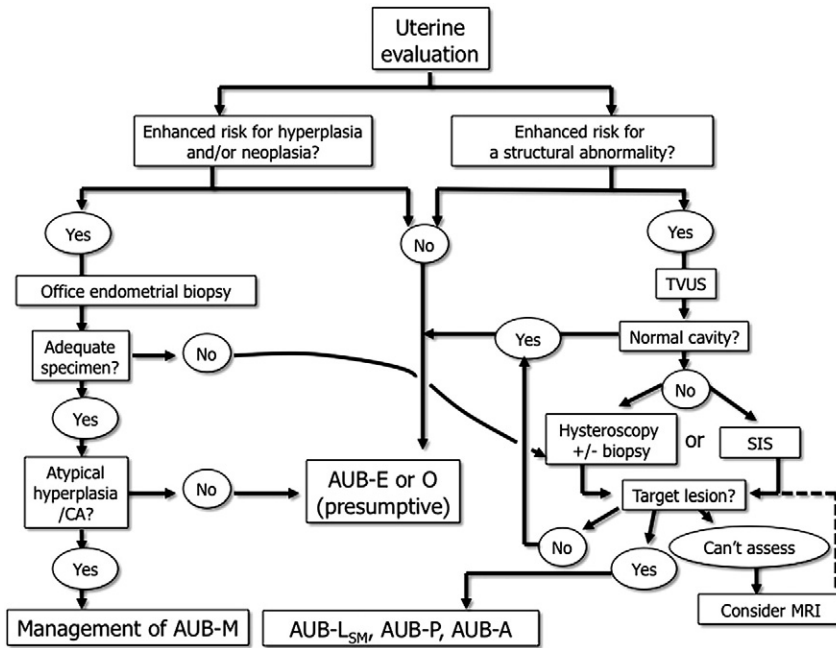 Uterine
evaluation
Enhanced risk for hyperplasia
and/or neoplasia?
Enhanced risk for
a structural abnormality?
Yes
No
Yes
Office endometrial biopsy
TVUS
Adequate
specimen?
No
Yes
Normal cavity?
Yes
No
Hysteroscopy
+/- biopsy
or
SIS
Atypical
hyperplasia
/CA?
No
AUB-E or O
(presumptive)
Target lesion?
Yes
No
Yes
Can't assess
Management of AUB-M
AUB-LSM, AUB-P, AUB-A
Consider MRI